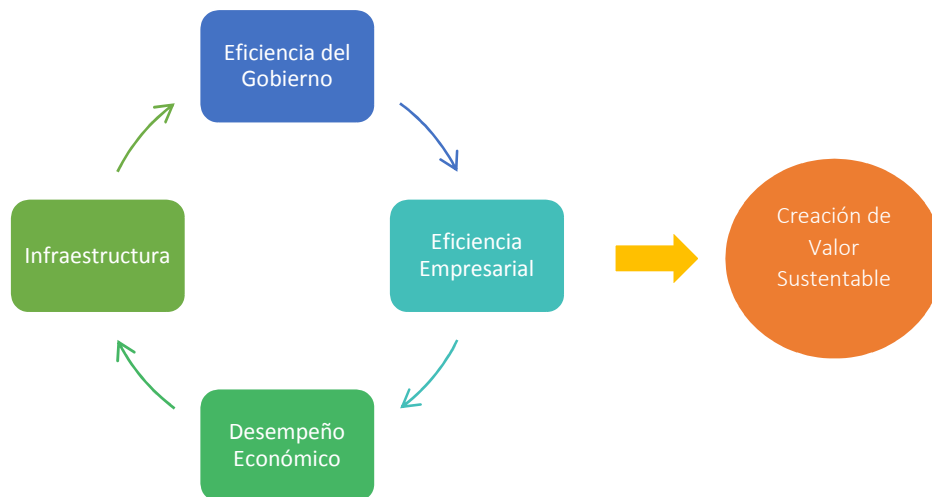 Eficiencia del
Gobierno
Infraestructura
Eficiencia
Empresarial
Creación de
Valor
Sustentable
Desempeño
Económico